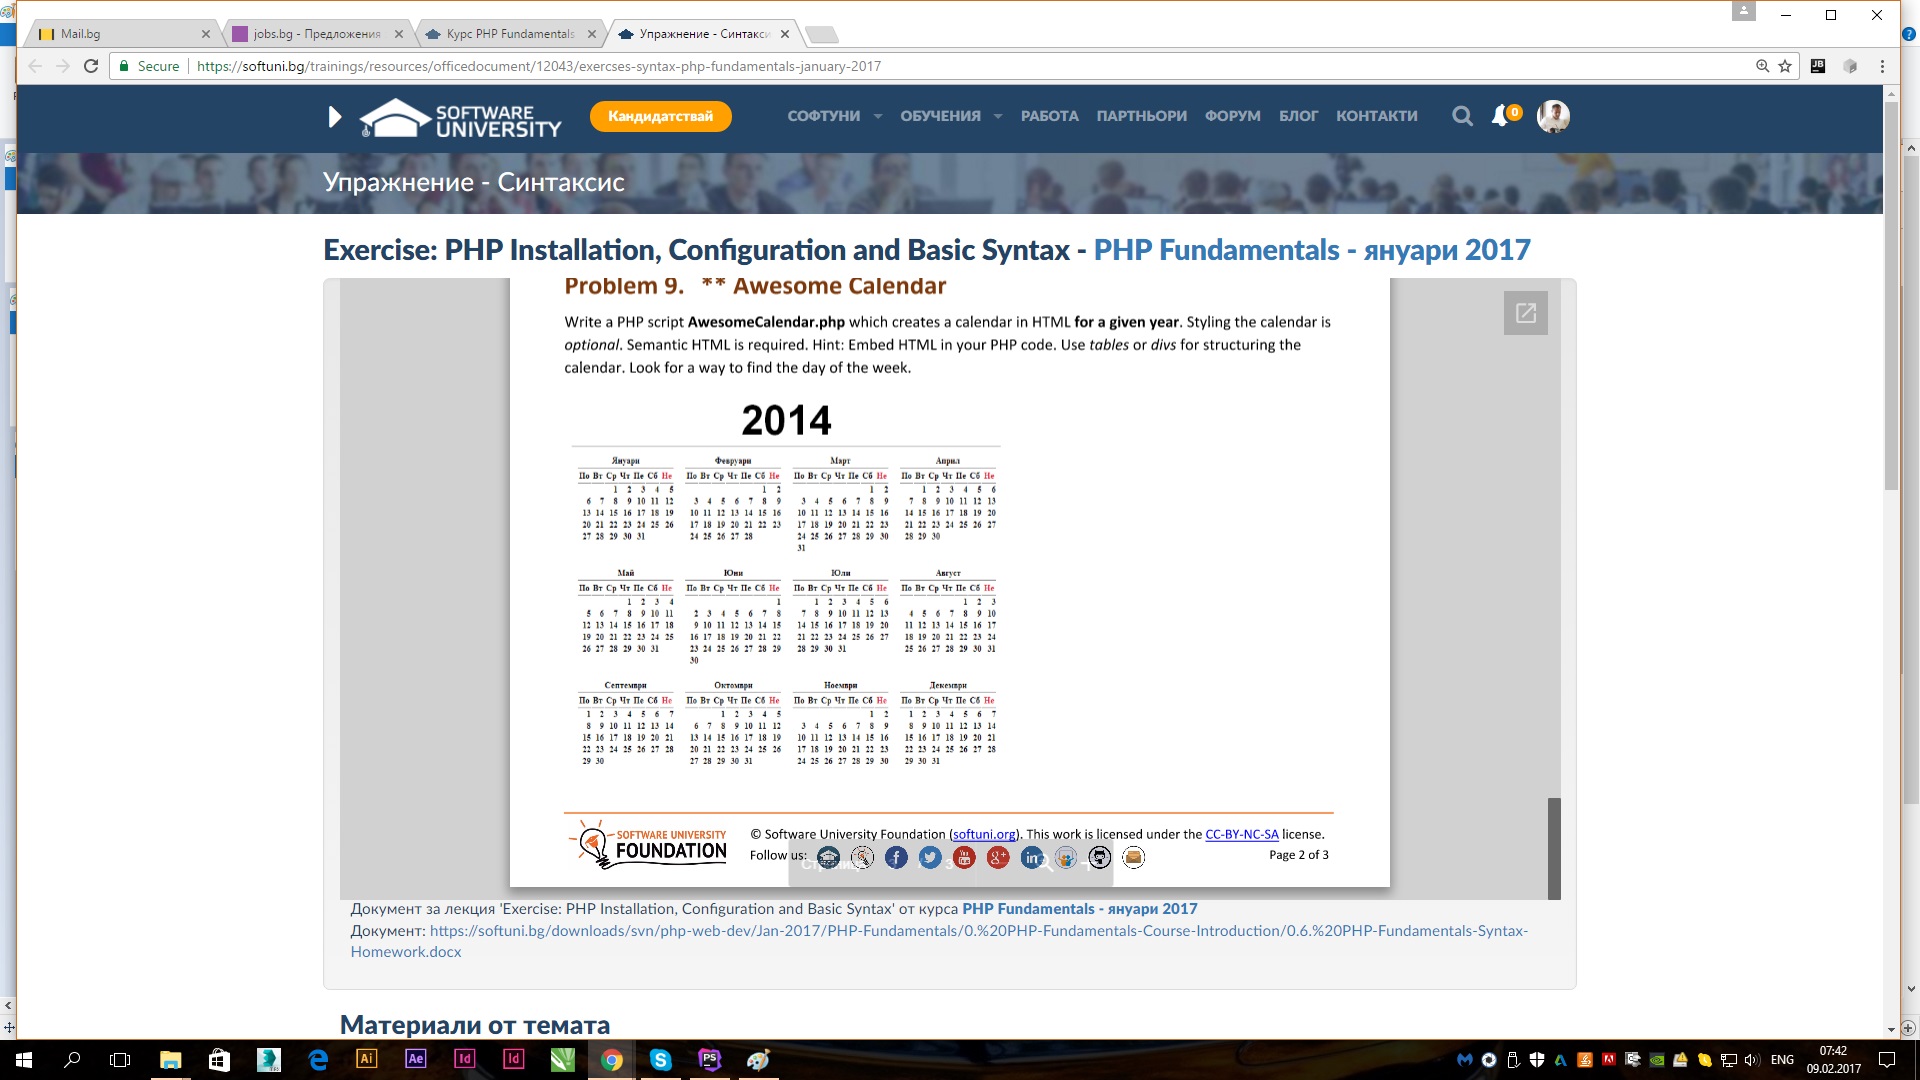 Mail.bg
jobs.bg - Предложения
Курс PHP Fundamentals
Упражнение - Синтакси
Secure
https://softuni.bg/trainings/resources/officedocument/12043/exercses-syntax-php-fundamentals-january-2017
SOFTWARE
UNIVERSITY
Кандидатствай
СОФТУНИ
ОБУЧЕНИЯ
РАБОТА
ПАРТНЬОРИ
ФОРУМ
БЛОГ
КОНТАКТИ
0
Упражнение - Синтаксис
Exercise: PHP Installation, Configuration and Basic Syntax - PHP Fundamentals - януари 2017
Problem 9. ** Awesome Calendar
Write a PHP script AwesomeCalendar.php which creates a calendar in HTML for a given year. Styling the calendar is
optional. Semantic HTML is required. Hint: Embed HTML in your PHP code. Use tables or divs for structuring the
calendar. Look for a way to find the day of the week.
2014
Януари
По Вт Ср Чт Пе Сб Не
1 2 3 4 5
6 7 8 9 10 11 12
13 14 15 16 17 18 19
20 21 22 23 24 25 26
27 28 29 30 31
Февруари
По Вт Ср Чт Пе Сб Не
1 2
3 4 5 6 7 8 9
10 11 12 13 14 15 16
17 18 19 20 21 22 23
24 25 26 27 28
Март
По Вт Ср Чт Пе Сб Не
1 2
3 4 5 6 7 8 9
10 11 12 13 14 15 16
17 18 19 20 21 22 23
24 25 26 27 28 29 30
31
Април
По Вт Ср Чт Пе Сб Не
1 2 3 4 5 6
7 8 9 10 11 12 13
14 15 16 17 18 19 20
21 22 23 24 25 26 27
28 29 30
Май
По Вт Ср Чт Пе Сб Не
1 2 3 4
5 6 7 8 9 10 11
12 13 14 15 16 17 18
19 20 21 22 23 24 25
26 27 28 29 30 31
Юни
По Вт Ср Чт Пе Сб Не
1
2 3 4 5 6 7 8
9 10 11 12 13 14 15
16 17 18 19 20 21 22
23 24 25 26 27 28 29
30
Юли
По Вт Ср Чт Пе Сб Не
1 2 3 4 5 6
7 8 9 10 11 12 13
14 15 16 17 18 19 20
21 22 23 24 25 26 27
28 29 30 31
Август
По Вт Ср Чт Пе Сб Не
1 2 3
4 5 6 7 8 9 10
11 12 13 14 15 16 17
18 19 20 21 22 23 24
25 26 27 28 29 30 31
Септември
По Вт Ср Чт Пе Сб Не
1 2 3 4 5 6 7
8 9 10 11 12 13 14
15 16 17 18 19 20 21
22 23 24 25 26 27 28
29 30
Октомври
По Вт Ср Чт Пе Сб Не
1 2 3 4 5
6 7 8 9 10 11 12
13 14 15 16 17 18 19
20 21 22 23 24 25 26
27 28 29 30 31
Ноември
По Вт Ср Чт Пе Сб Не
1 2
3 4 5 6 7 8 9
10 11 12 13 14 15 16
17 18 19 20 21 22 23
24 25 26 27 28 29 30
Декември
По Вт Ср Чт Пе Сб Не
1 2 3 4 5 6 7
8 9 10 11 12 13 14
15 16 17 18 19 20 21
22 23 24 25 26 27 28
29 30 31
SOFTWARE UNIVERSITY
FOUNDATION
© Software University Foundation (softuni.org). This work is licensed under the CC-BY-NC-SA license.
Follow us:
Page 2 of 3
Документ за лекция 'Exercise: PHP Installation, Configuration and Basic Syntax' от курса PHP Fundamentals - януари 2017
Документ: https://softuni.bg/downloads/svn/php-web-dev/Jan-2017/PHP-Fundamentals/0.%20PHP-Fundamentals-Course-Introduction/0.6.%20PHP-Fundamentals-Syntax-
Homework.docx
Материали от темата
ENG
07:42
09.02.2017